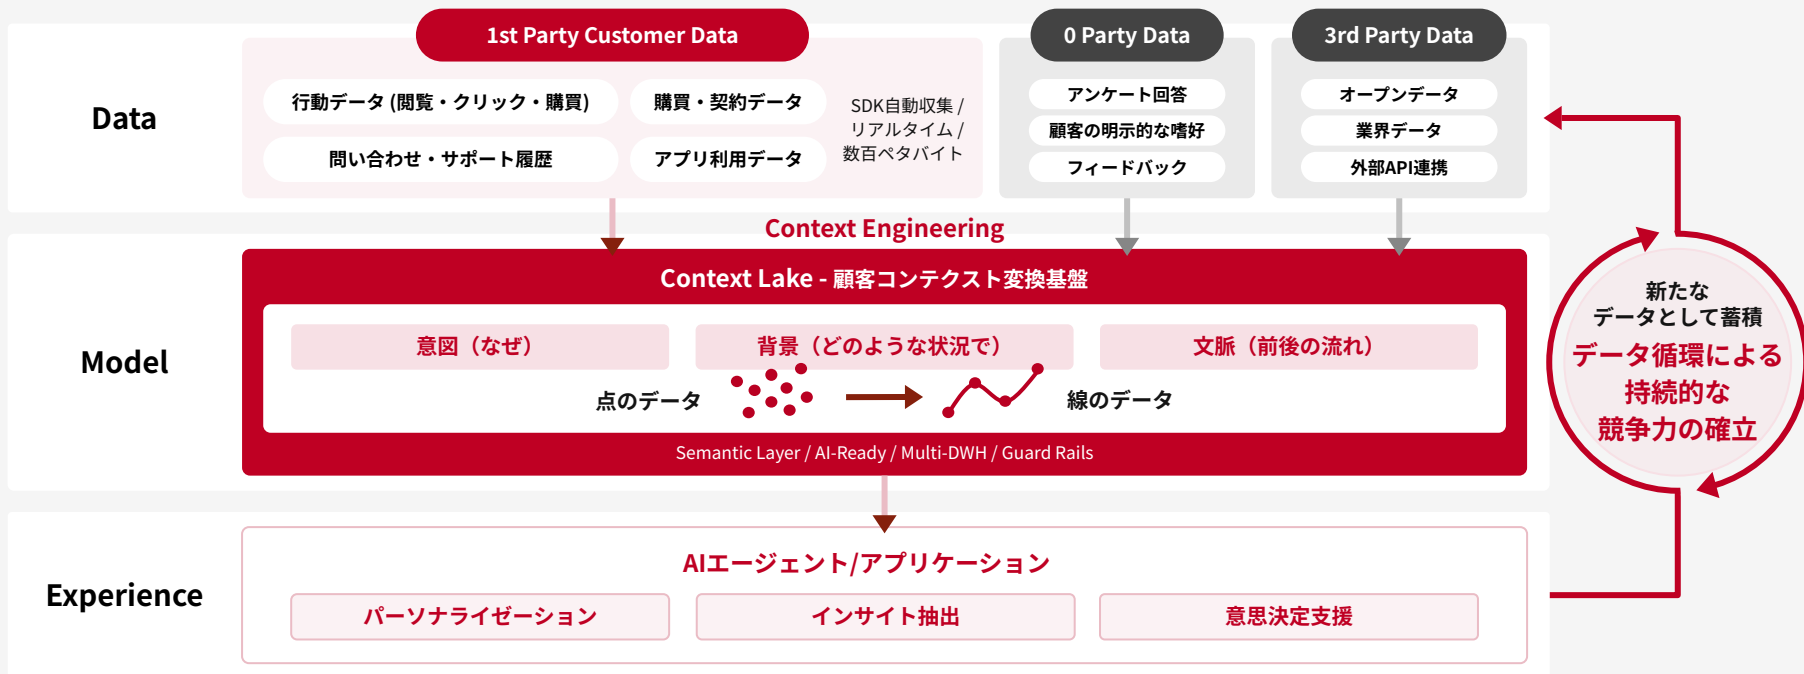 1st Party Customer Data
0 Party Data
3rd Party Data
Data
行動データ (閲覧・クリック・購買)
購買・契約データ
問い合わせ・サポート履歴
アプリ利用データ
SDK自動収集 /
リアルタイム /
数百ペタバイト
アンケート回答
顧客の明示的な嗜好
フィードバック
オープンデータ
業界データ
外部API連携
Context Engineering
Model
Context Lake - 顧客コンテクスト変換基盤
意図（なぜ）
背景（どのような状況で）
文脈（前後の流れ）
点のデータ
線のデータ
Semantic Layer / AI-Ready / Multi-DWH / Guard Rails
新たな
データとして蓄積
データ循環による
持続的な
競争力の確立
Experience
AIエージェント/アプリケーション
パーソナライゼーション
インサイト抽出
意思決定支援